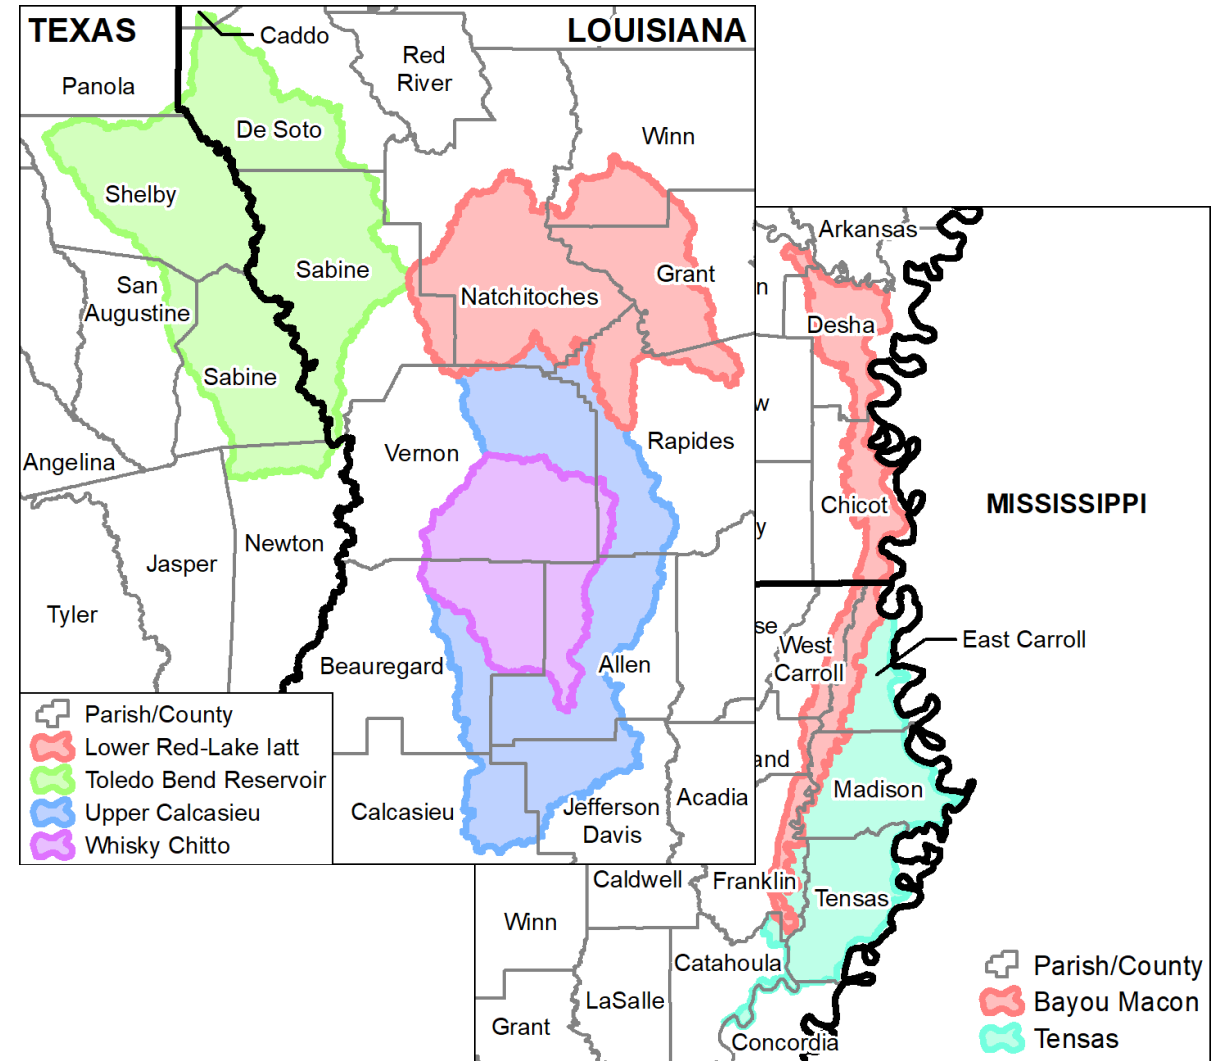 TEXAS
LOUISIANA
Caddo
Red
River
Panola
De Soto
Winn
Shelby
Sabine
Grant
San
Augustine
Natchitoches
Sabine
Rapides
Vernon
Angelina
Newton
Jasper
Tyler
Beauregard
Allen
Calcasieu
Jefferson
Davis
Acadia
Parish/County
Lower Red-Lake Iatt
Toledo Bend Reservoir
Upper Calcasieu
Whisky Chitto
Arkansas
n
Desha
w
Chicot
MISSISSIPPI
y
se
West
Carroll
East Carroll
and
Madison
Caldwell
Franklin
Tensas
Winn
Catahoula
LaSalle
Grant
Concordia
Parish/County
Bayou Macon
Tensas